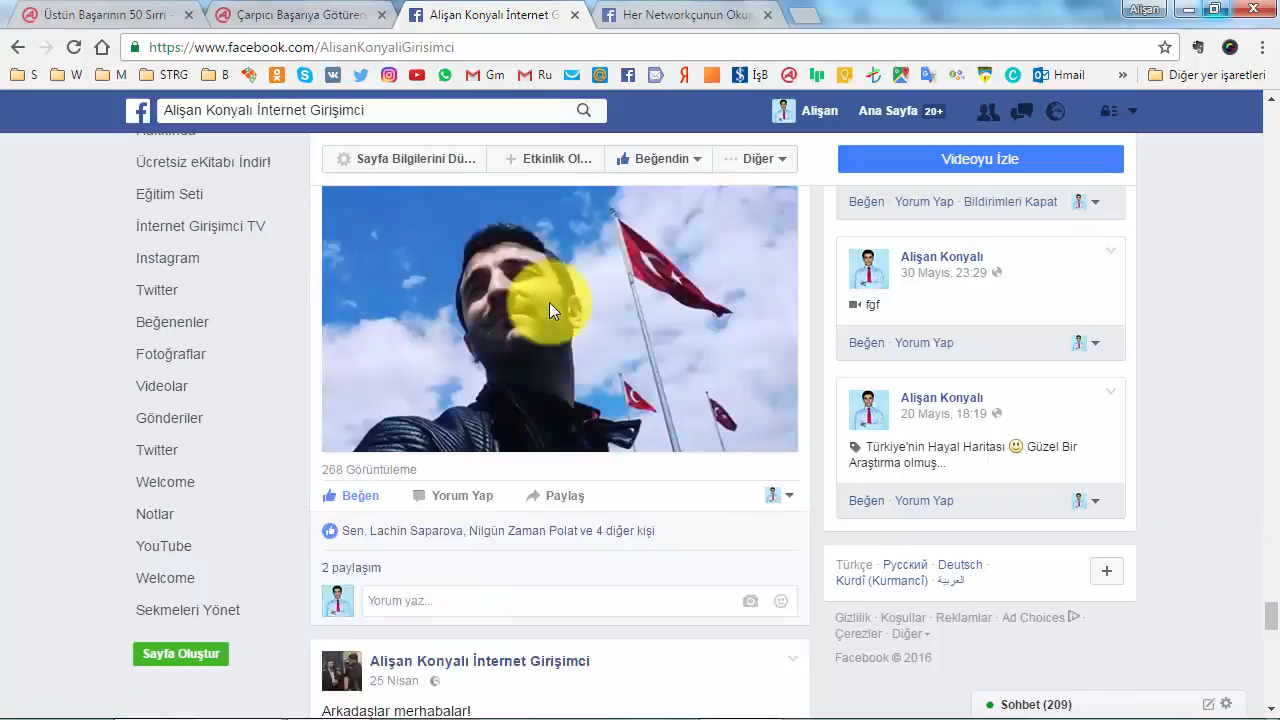 Üstün Başarının 50 Sırrı -
Çarpıcı Başarıya Götüren
Alişan Konyalı İnternet G
Her Networkçunun Okun
Alişan
https://www.facebook.com/AlisanKonyaliGirisimci
S
W
M
STRG
B
Gm
Ru
İşB
Hmail
»
Diğer yer işaretleri
Alişan Konyalı İnternet Girişimci
Alişan
Ana Sayfa 20+
Hakkında
Ücretsiz eKitabı İndir!
Eğitim Seti
İnternet Girişimci TV
Instagram
Twitter
Beğenenler
Fotoğraflar
Videolar
Gönderiler
Twitter
Welcome
Notlar
YouTube
Welcome
Sekmeleri Yönet
Sayfa Oluştur
Sayfa Bilgilerini Dü...
+ Etkinlik Ol...
Beğendin
··· Diğer
268 Görüntüleme
Beğen
Yorum Yap
Paylaş
Sen, Lachin Saparova, Nilgün Zaman Polat ve 4 diğer kişi
2 paylaşım
Yorum yaz...
Alişan Konyalı İnternet Girişimci
25 Nisan ·
Arkadaşlar merhabalar!
Videoyu İzle
Beğen · Yorum Yap · Bildirimleri Kapat
Alişan Konyalı
30 Mayıs, 23:29
fgf
Beğen · Yorum Yap
Alişan Konyalı
20 Mayıs, 18:19
Türkiye'nin Hayal Haritası 🙂 Güzel Bir
Araştırma olmuş...
Beğen · Yorum Yap
Türkçe · Русский · Deutsch ·
Kurdî (Kurmancî) · العربية
+
Gizlilik · Koşullar · Reklamlar · Ad Choices ·
Çerezler · Diğer
Facebook © 2016
Sohbet (209)